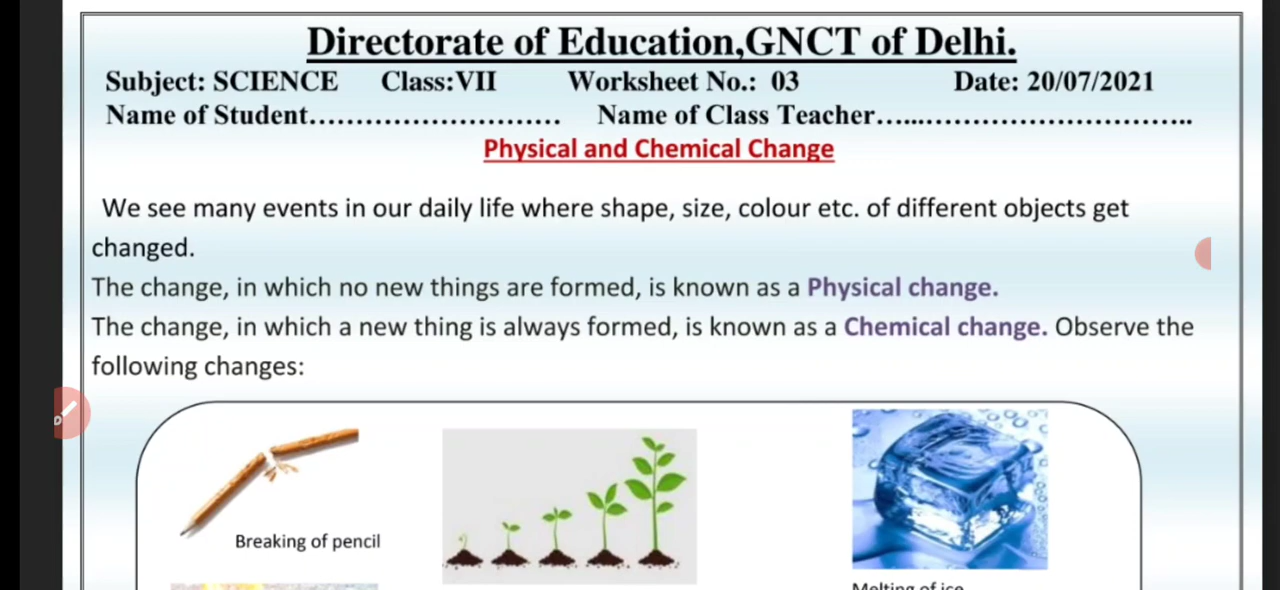 Directorate of Education,GNCT of Delhi.
Subject: SCIENCE Class:VII Worksheet No.: 03 Date: 20/07/2021
Name of Student.......................... Name of Class Teacher..................................
Physical and Chemical Change
We see many events in our daily life where shape, size, colour etc. of different objects get
changed.
The change, in which no new things are formed, is known as a Physical change.
The change, in which a new thing is always formed, is known as a Chemical change. Observe the
following changes:
Breaking of pencil
Melting of ice